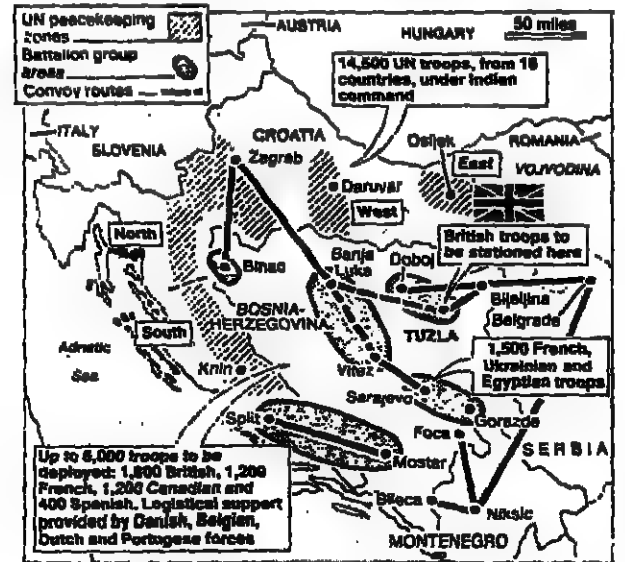 UN peacekeeping
zones
Battalion group
areas
Convoy routes
AUSTRIA
HUNGARY
50 miles
14,500 UN troops, from 16
countries, under Indian
command
ITALY
SLOVENIA
CROATIA
Zagreb
Osijek
East
ROMANIA
VOJVODINA
Daruvar
West
North
British troops to
be stationed here
Banja
Luka
Doboj
Bihac
Bijeljina
BOSNIA-
HERZEGOVINA
TUZLA
Belgrade
South
Adriatic
Sea
1,500 French,
Ukrainian and
Egyptian troops
Knin
Vitez
Sarajevo
Gorazde
Split
Foca
SERBIA
Mostar
Up to 6,000 troops to be
deployed: 1,800 British, 1,200
French, 1,200 Canadian and
400 Spanish. Logistical support
provided by Danish, Belgian,
Dutch and Portogese forces
Bileca
Niksic
MONTENEGRO